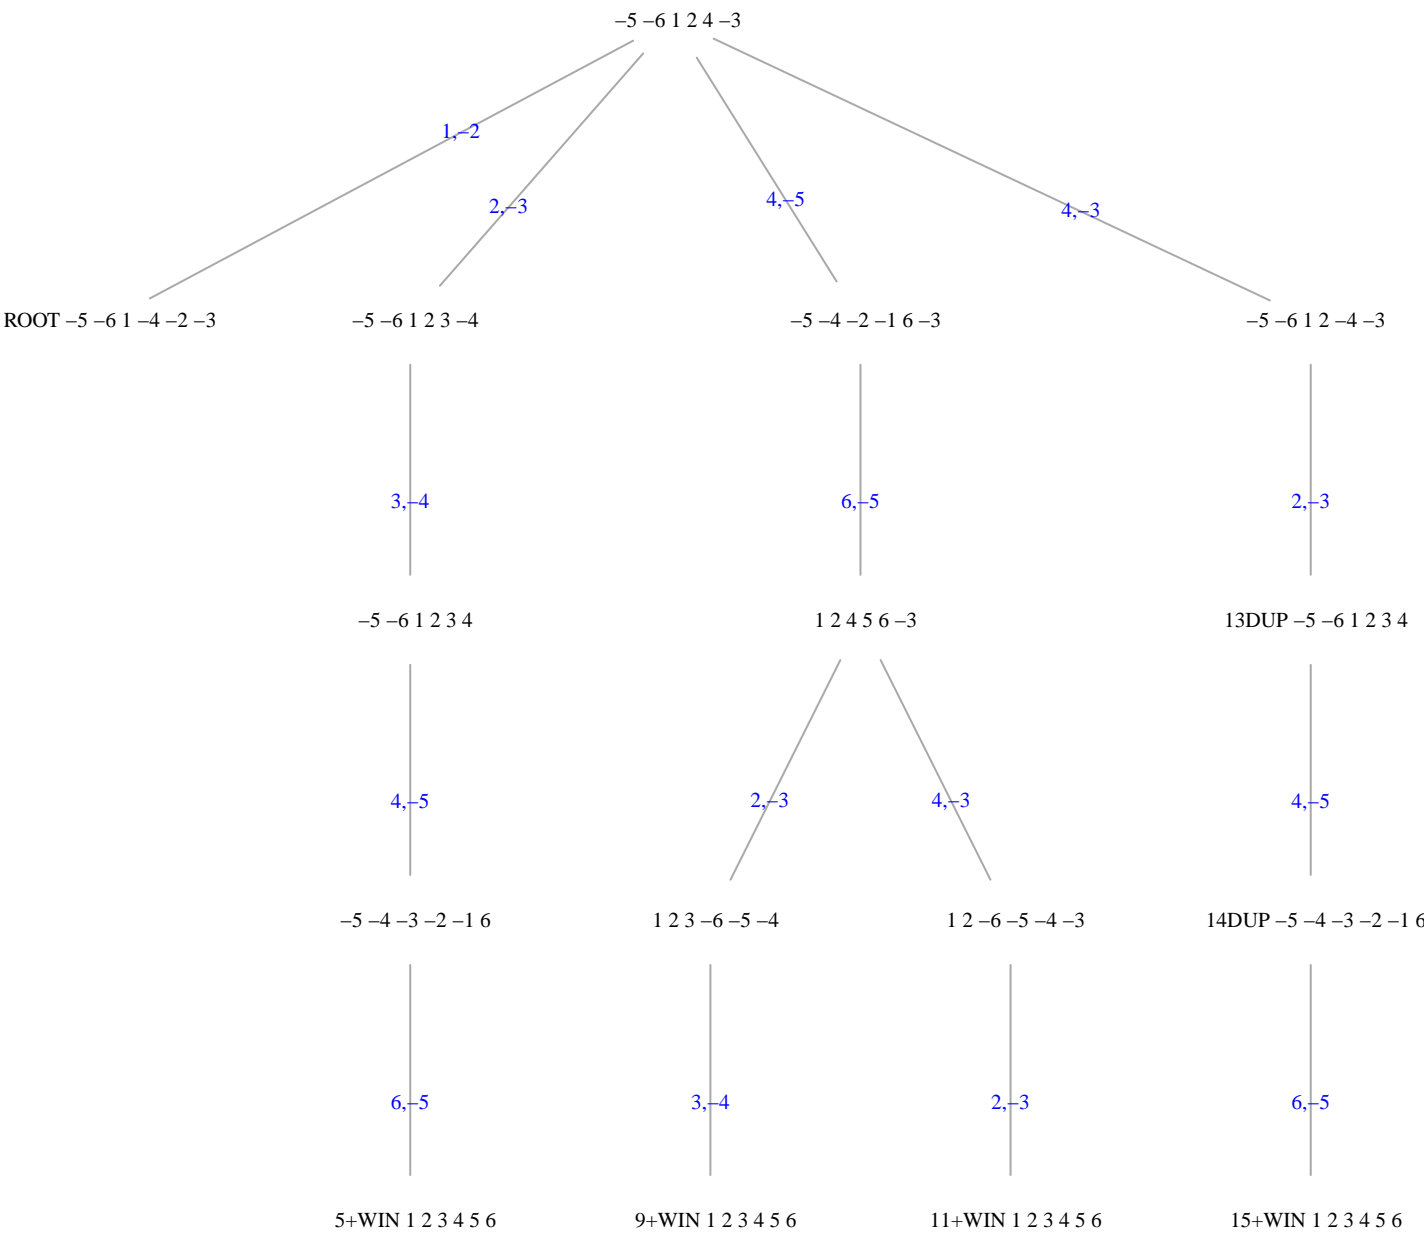 –5 –6 1 2 4 –3
1,–2
2,–3
4,–5
4,–3
ROOT –5 –6 1 –4 –2 –3
–5 –6 1 2 3 –4
–5 –4 –2 –1 6 –3
–5 –6 1 2 –4 –3
3,–4
6,–5
2,–3
–5 –6 1 2 3 4
1 2 4 5 6 –3
13DUP –5 –6 1 2 3 4
4,–5
2,–3
4,–3
4,–5
–5 –4 –3 –2 –1 6
1 2 3 –6 –5 –4
1 2 –6 –5 –4 –3
14DUP –5 –4 –3 –2 –1 6
6,–5
3,–4
2,–3
6,–5
5+WIN 1 2 3 4 5 6
9+WIN 1 2 3 4 5 6
11+WIN 1 2 3 4 5 6
15+WIN 1 2 3 4 5 6